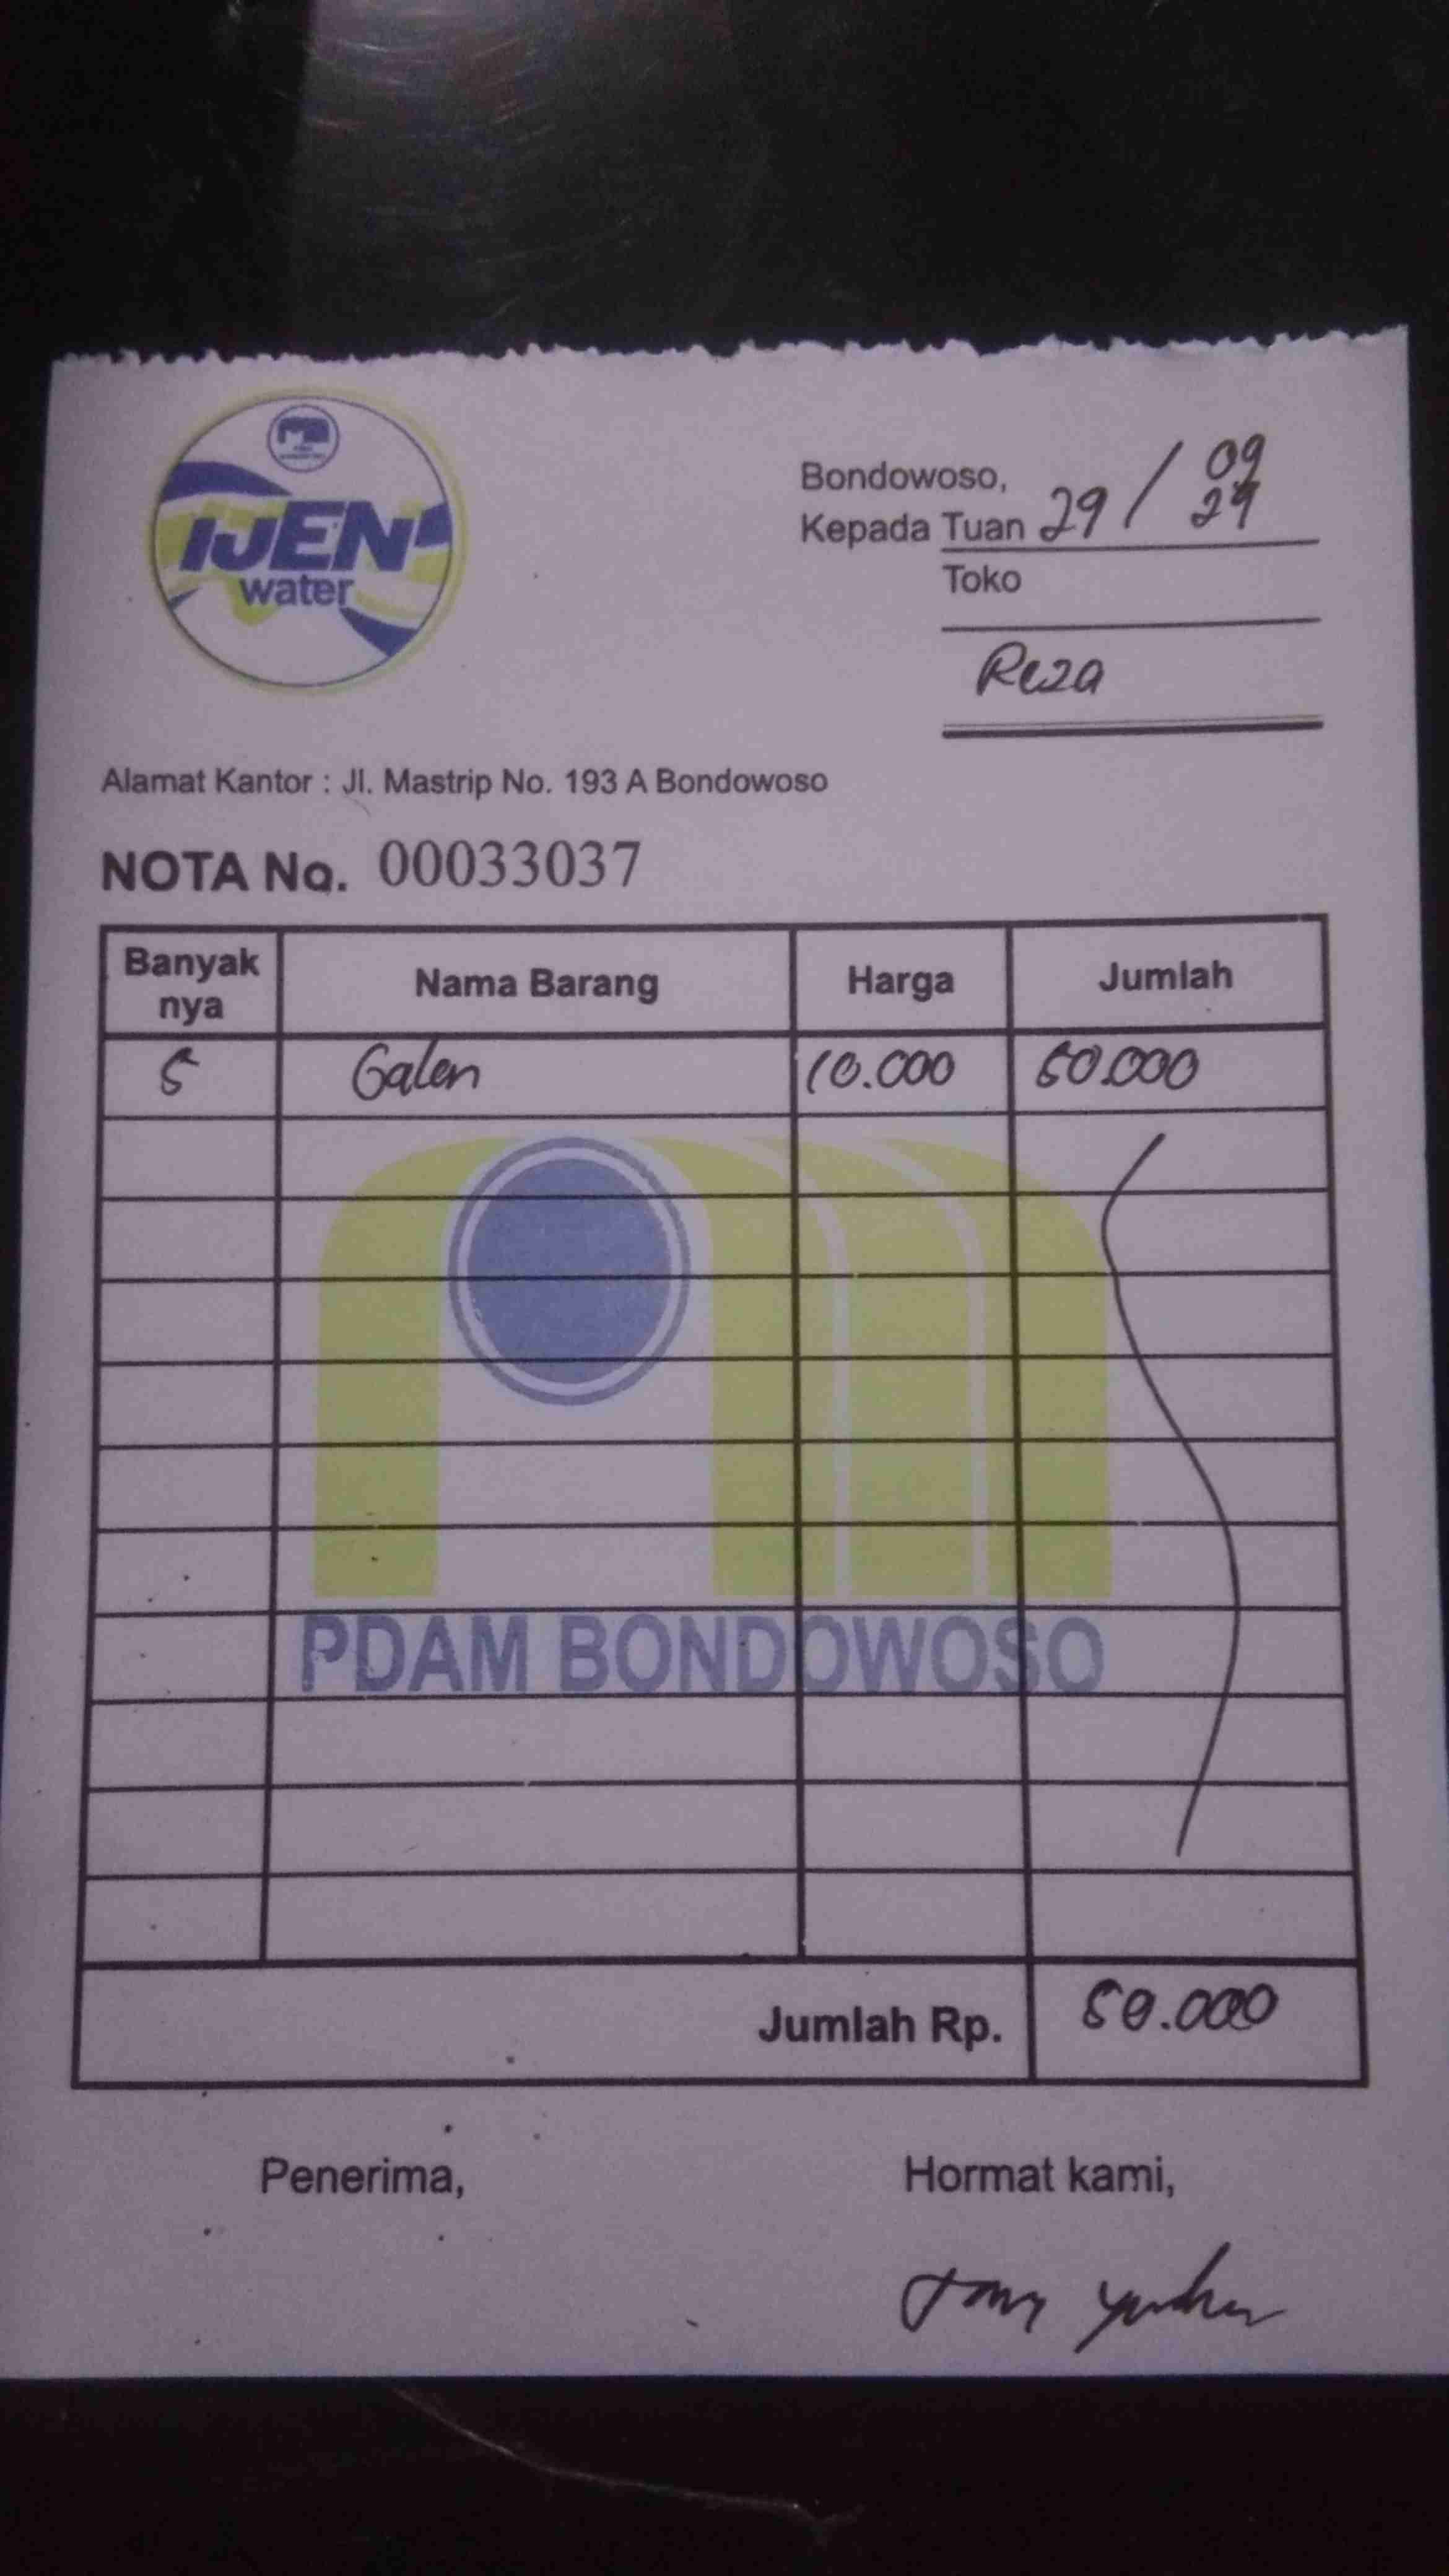 IJEN
water
Bondowoso, 29 / 09
24
Kepada Tuan
Toko
Reza
Alamat Kantor : Jl. Mastrip No. 193 A Bondowoso
NOTA No. 00033037
Banyak nya Nama Barang Harga Jumlah
5 Galon 10.000 50.000
PDAM BONDOWOSO
Jumlah Rp. 50.000
Penerima, Hormat kami,